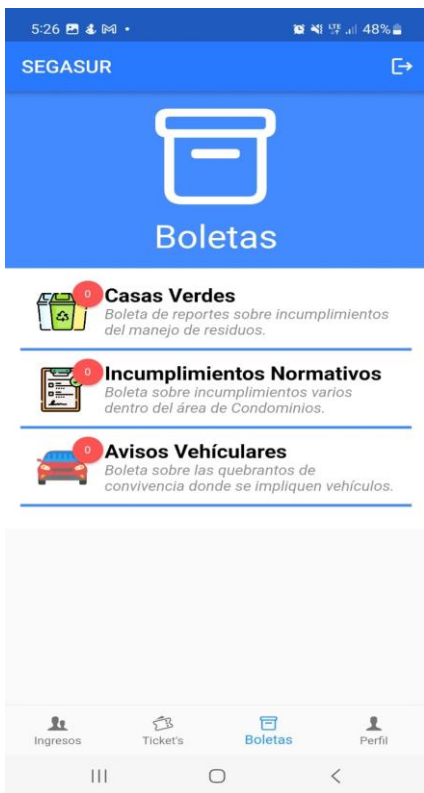 5:26
LTE 48%
SEGASUR
Boletas
0
Casas Verdes
Boleta de reportes sobre incumplimientos
del manejo de residuos.
0
Incumplimientos Normativos
Boleta sobre incumplimientos varios
dentro del área de Condominios.
0
Avisos Vehículares
Boleta sobre las quebrantos de
convivencia donde se impliquen vehículos.
Ingresos Ticket's Boletas Perfil